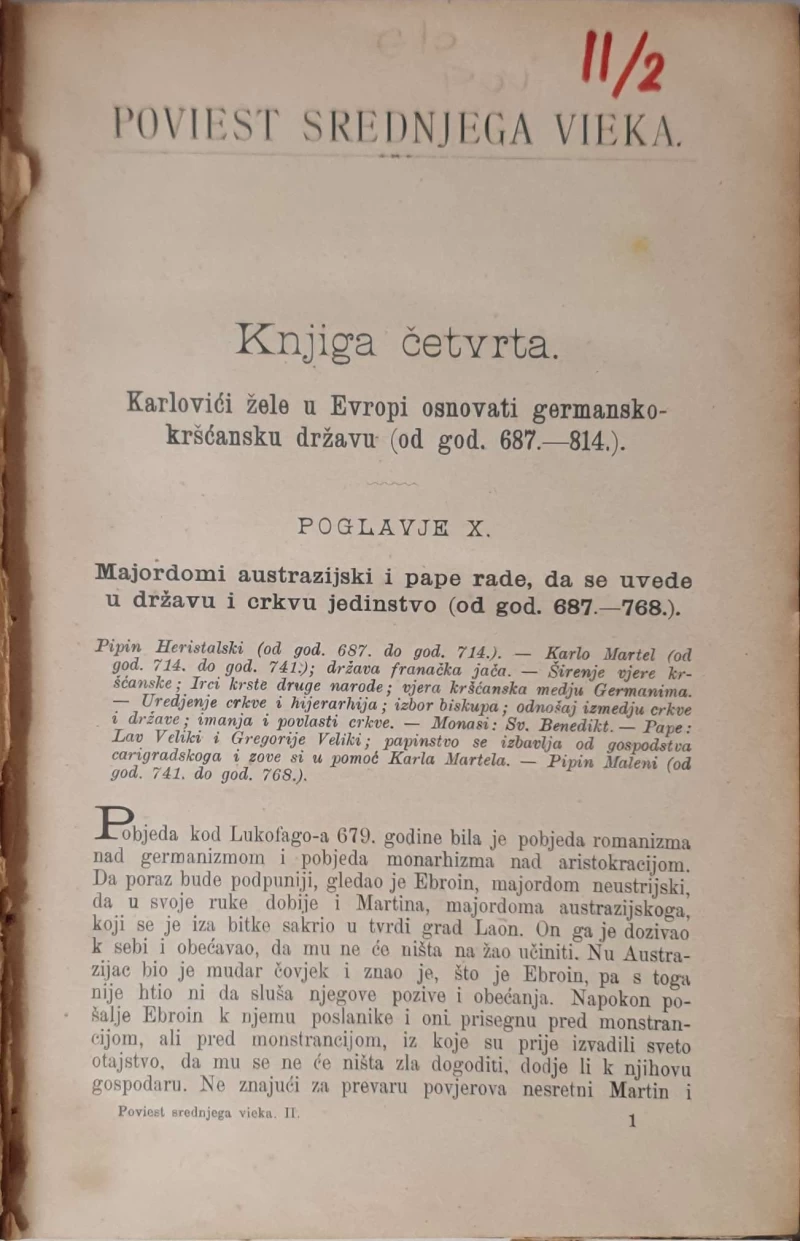 11/2
POVIEST SREDNJEGA VIEKA.
Knjiga četvrta.
Karlovići žele u Evropi osnovati germansko-
kršćansku državu (od god. 687.—814.).
POGLAVJE X.
Majordomi austrazijski i pape rade, da se uvede
u državu i crkvu jedinstvo (od god. 687.—768.).
Pipin Heristalski (od god. 687. do god. 714.). — Karlo Martel (od
god. 714. do god. 741.); država franačka jača. — Širenje vjere kr-
šćanske; Irci krste druge narode; vjera kršćanska medju Germanima.
— Uredjenje crkve i hijerarhija; izbor biskupa; odnošaj izmedju crkve
i države; imanja i povlasti crkve. — Monasi: Sv. Benedikt. — Pape:
Lav Veliki i Gregorije Veliki; papinstvo se izbavlja od gospodstva
carigradskoga i zove si u pomoć Karla Martela. — Pipin Maleni (od
god. 741. do god. 768.).
Pobjeda kod Lukofago-a 679. godine bila je pobjeda romanizma
nad germanizmom i pobjeda monarhizma nad aristokracijom.
Da poraz bude podpuniji, gledao je Ebroin, majordom neustrijski,
da u svoje ruke dobije i Martina, majordoma austrazijskoga,
koji se je iza bitke sakrio u tvrdi grad Laon. On ga je dozivao
k sebi i obećavao, da mu ne će ništa na žao učiniti. Nu Austra-
zijac bio je mudar čovjek i znao je, što je Ebroin, pa s toga
nije htio ni da sluša njegove pozive i obećanja. Napokon po-
šalje Ebroin k njemu poslanike i oni prisegnu pred monstran-
cijom, ali pred monstrancijom, iz koje su prije izvadili sveto
otajstvo, da mu se ne će ništa zla dogoditi, dodje li k njihovu
gospodaru. Ne znajući za prevaru povjerova nesretni Martin i
Poviest srednjega vieka. II.
1